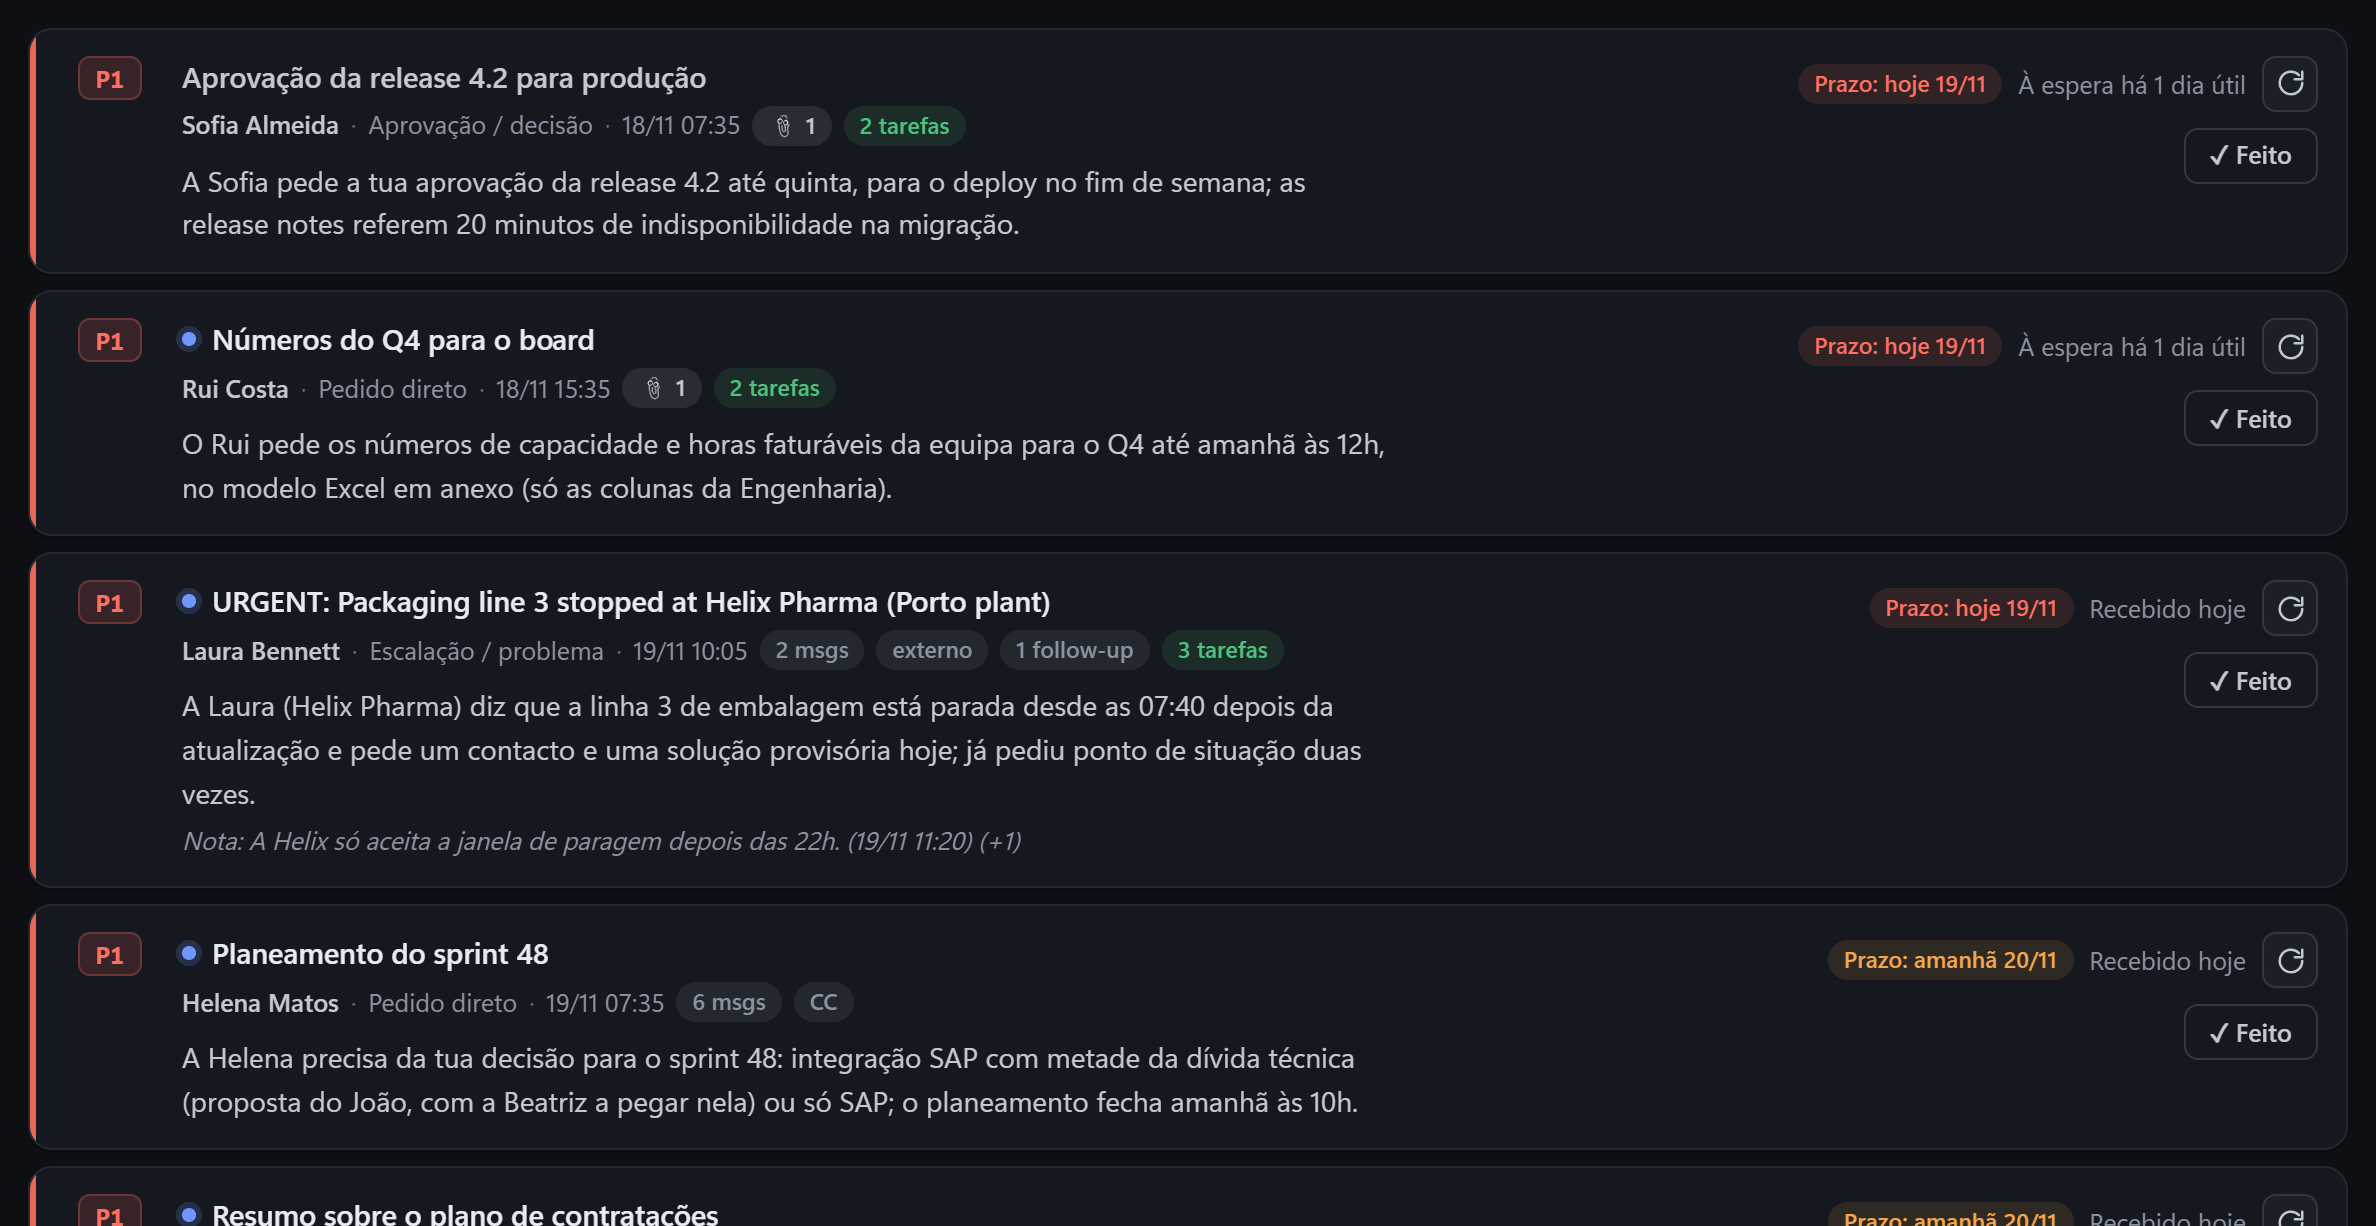 P1 Aprovação da release 4.2 para produção Prazo: hoje 19/11 À espera há 1 dia útil
Sofia Almeida · Aprovação / decisão · 18/11 07:35 1 2 tarefas
✓ Feito
A Sofia pede a tua aprovação da release 4.2 até quinta, para o deploy no fim de semana; as
release notes referem 20 minutos de indisponibilidade na migração.
P1 Números do Q4 para o board Prazo: hoje 19/11 À espera há 1 dia útil
Rui Costa · Pedido direto · 18/11 15:35 1 2 tarefas
✓ Feito
O Rui pede os números de capacidade e horas faturáveis da equipa para o Q4 até amanhã às 12h,
no modelo Excel em anexo (só as colunas da Engenharia).
P1 URGENT: Packaging line 3 stopped at Helix Pharma (Porto plant) Prazo: hoje 19/11 Recebido hoje
Laura Bennett · Escalação / problema · 19/11 10:05 2 msgs externo 1 follow-up 3 tarefas
✓ Feito
A Laura (Helix Pharma) diz que a linha 3 de embalagem está parada desde as 07:40 depois da
atualização e pede um contacto e uma solução provisória hoje; já pediu ponto de situação duas
vezes.
Nota: A Helix só aceita a janela de paragem depois das 22h. (19/11 11:20) (+1)
P1 Planeamento do sprint 48 Prazo: amanhã 20/11 Recebido hoje
Helena Matos · Pedido direto · 19/11 07:35 6 msgs CC
✓ Feito
A Helena precisa da tua decisão para o sprint 48: integração SAP com metade da dívida técnica
(proposta do João, com a Beatriz a pegar nela) ou só SAP; o planeamento fecha amanhã às 10h.
P1 Resumo sobre o plano de contratações Prazo: amanhã 20/11 Recebido hoje